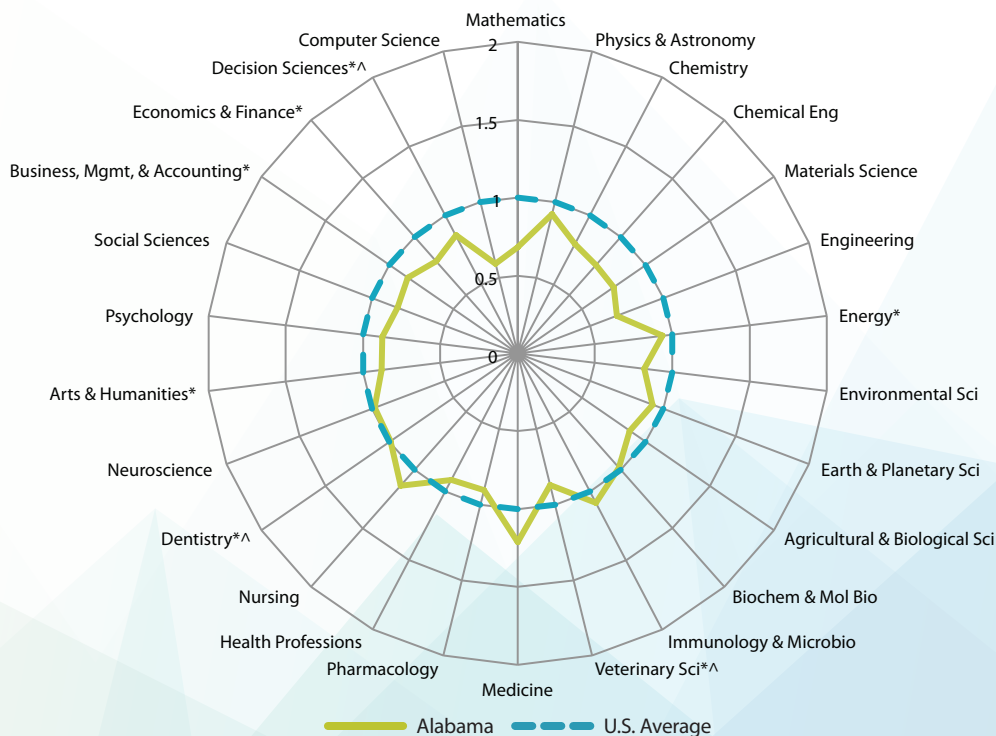 Mathematics
Computer Science
Physics & Astronomy
2
Decision Sciences*^
Chemistry
Economics & Finance*
Chemical Eng
1.5
Business, Mgmt, & Accounting*
Materials Science
1
Social Sciences
Engineering
0.5
Psychology
Energy*
0
Arts & Humanities*
Environmental Sci
Neuroscience
Earth & Planetary Sci
Dentistry*^
Agricultural & Biological Sci
Nursing
Biochem & Mol Bio
Health Professions
Immunology & Microbio
Pharmacology
Veterinary Sci*^
Medicine
Alabama
U.S. Average